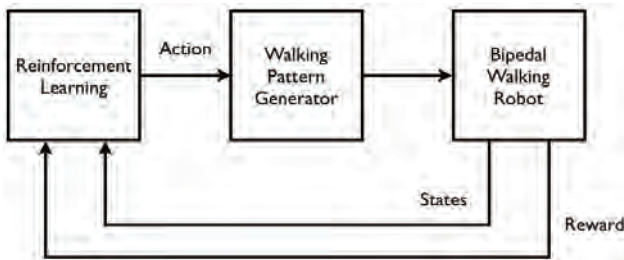 Reinforcement
Learning
Action
Walking
Pattern
Generator
Bipedal
Walking
Robot
States
Reward